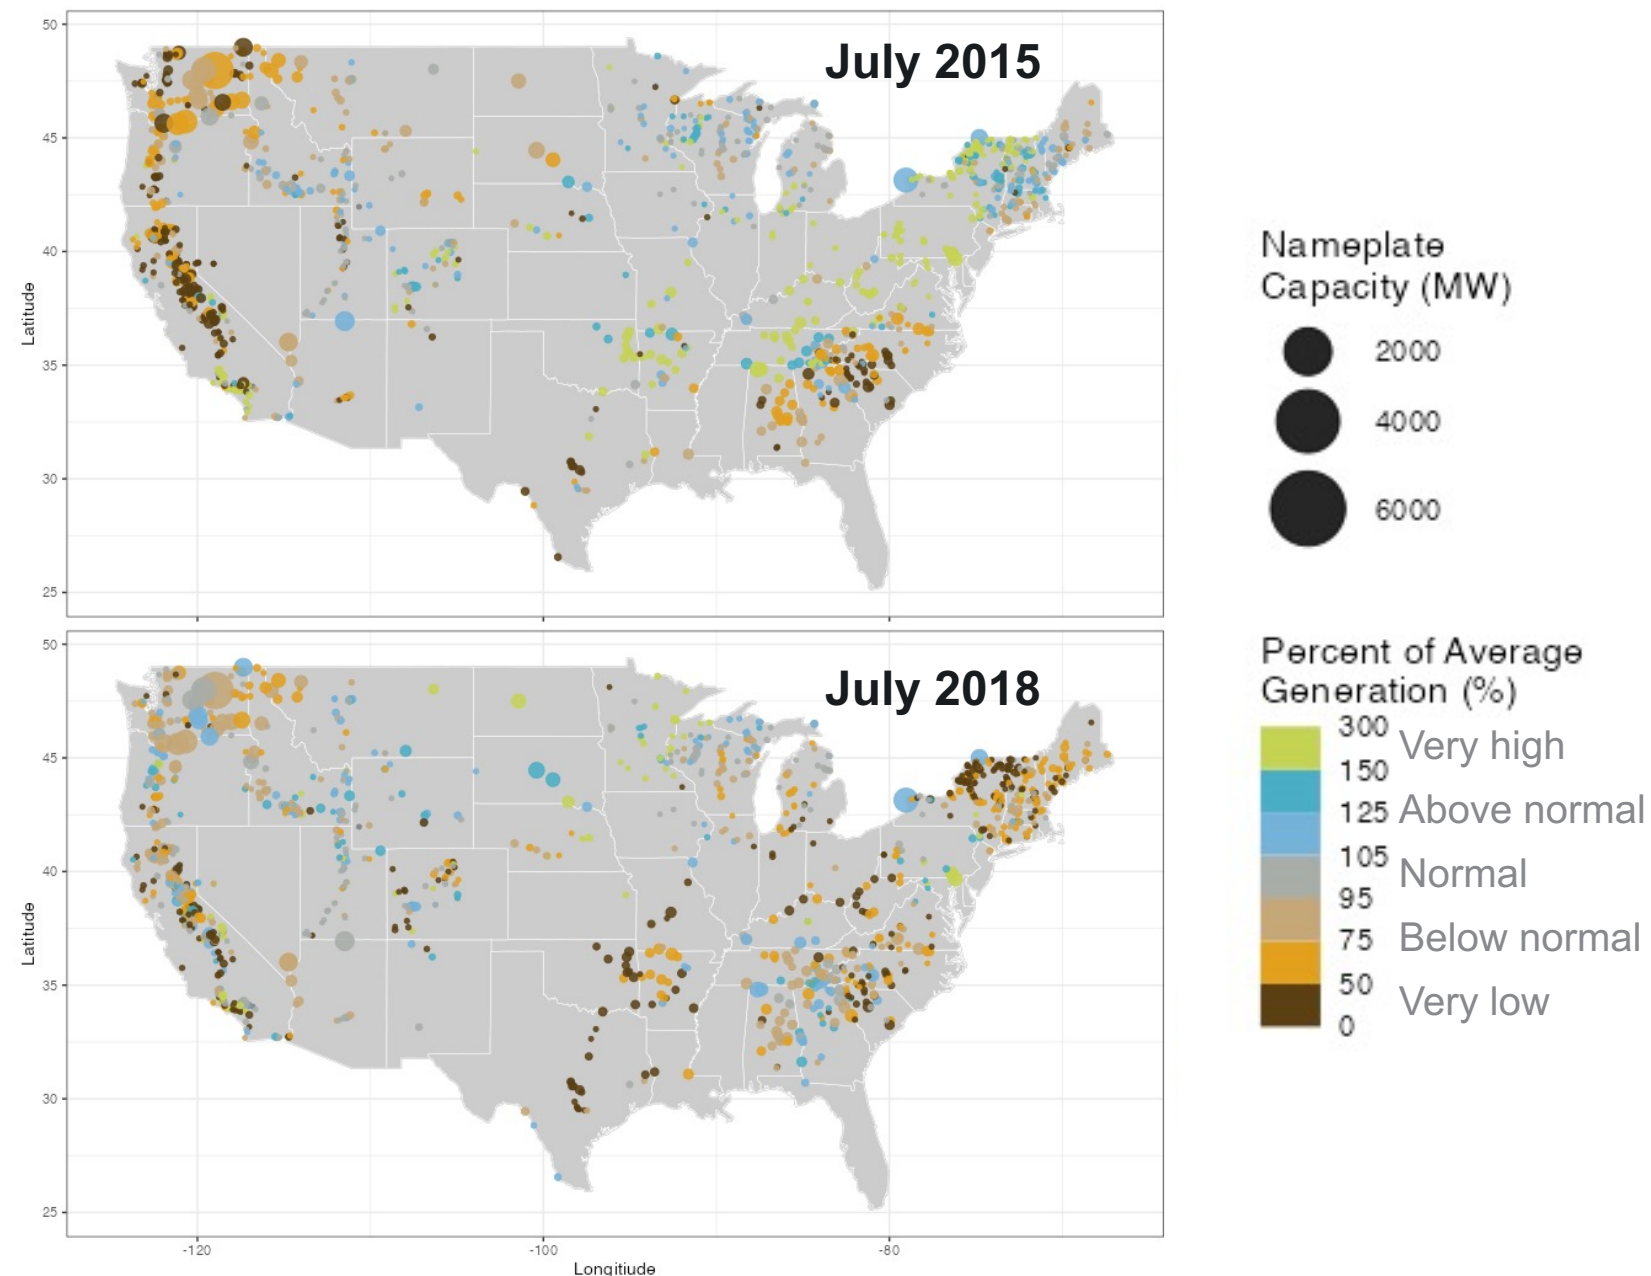 July 2015
50
45
40
35
30
25
Latitude
July 2018
50
45
40
35
30
25
Latitude
-120
-100
-80
Longitiude
Nameplate
Capacity (MW)
2000
4000
6000
Percent of Average
Generation (%)
300
Very high
150
125 Above normal
105
Normal
95
75 Below normal
50
Very low
0